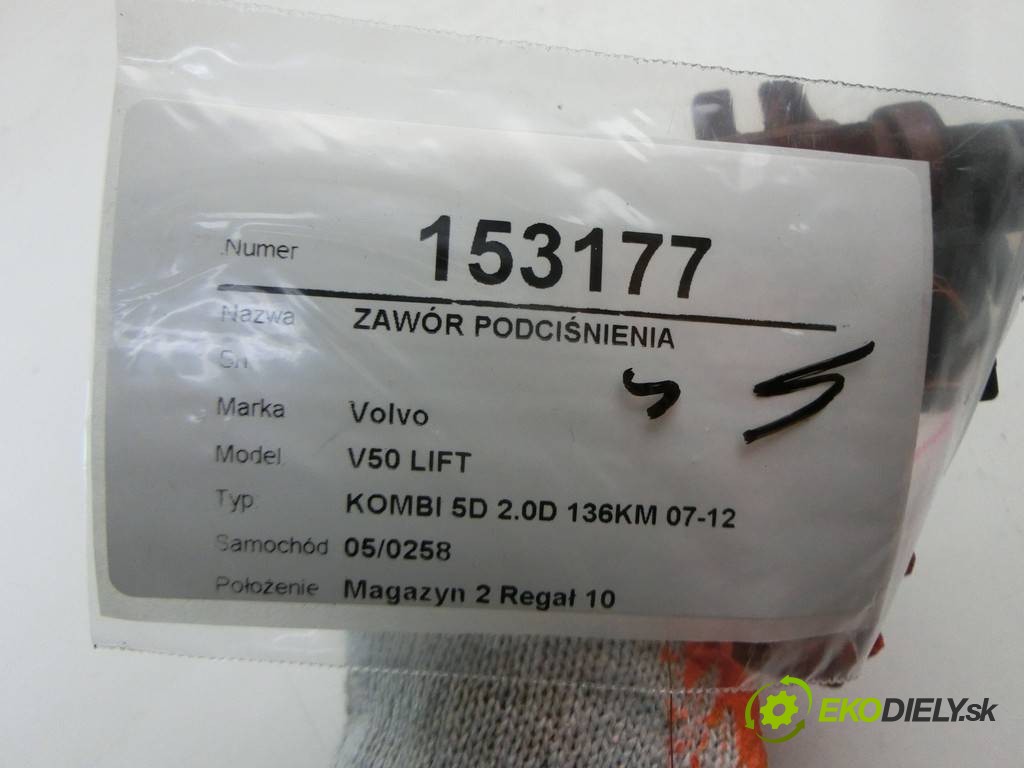 Numer 153177
Nazwa ZAWÓR PODCIŚNIENIA
Sn
Marka Volvo
Model V50 LIFT
Typ KOMBI 5D 2.0D 136KM 07-12
Samochód 05/0258
Położenie Magazyn 2 Regał 10
EKODIELY.sk